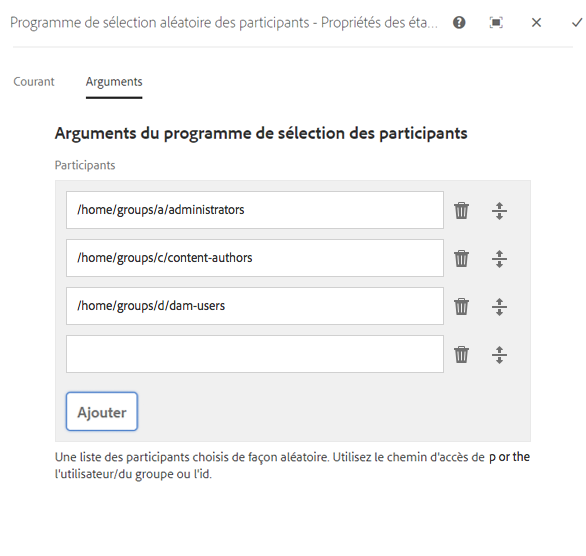 Programme de sélection aléatoire des participants - Propriétés des éta…
Courant
Arguments
Arguments du programme de sélection des participants
Participants
/home/groups/a/administrators
/home/groups/c/content-authors
/home/groups/d/dam-users
Ajouter
Une liste des participants choisis de façon aléatoire. Utilisez le chemin d'accès de p or the
l'utilisateur/du groupe ou l'id.